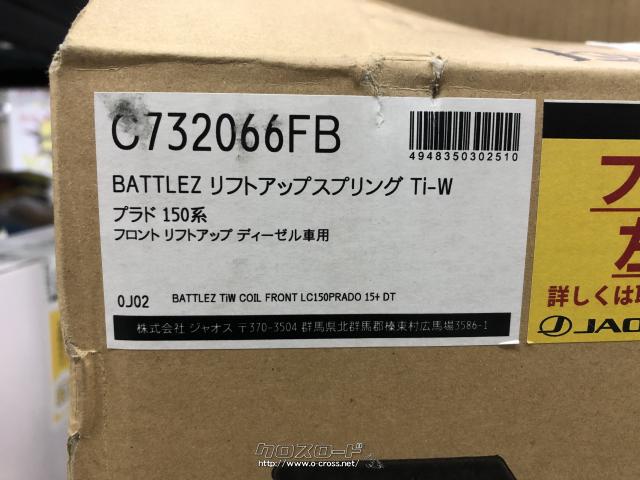 C732066FB
4948350302510
BATTLEZ リフトアップスプリング Ti-W
プラド 150系
フロント リフトアップ ディーゼル車用
0J02 BATTLEZ TiW COIL FRONT LC150PRADO 15+ DT
株式会社 ジャオス 〒370-3504 群馬県北群馬郡榛東村広馬場3586-1
詳しくは
JAO
クロスロード
http://www.o-cross.net/